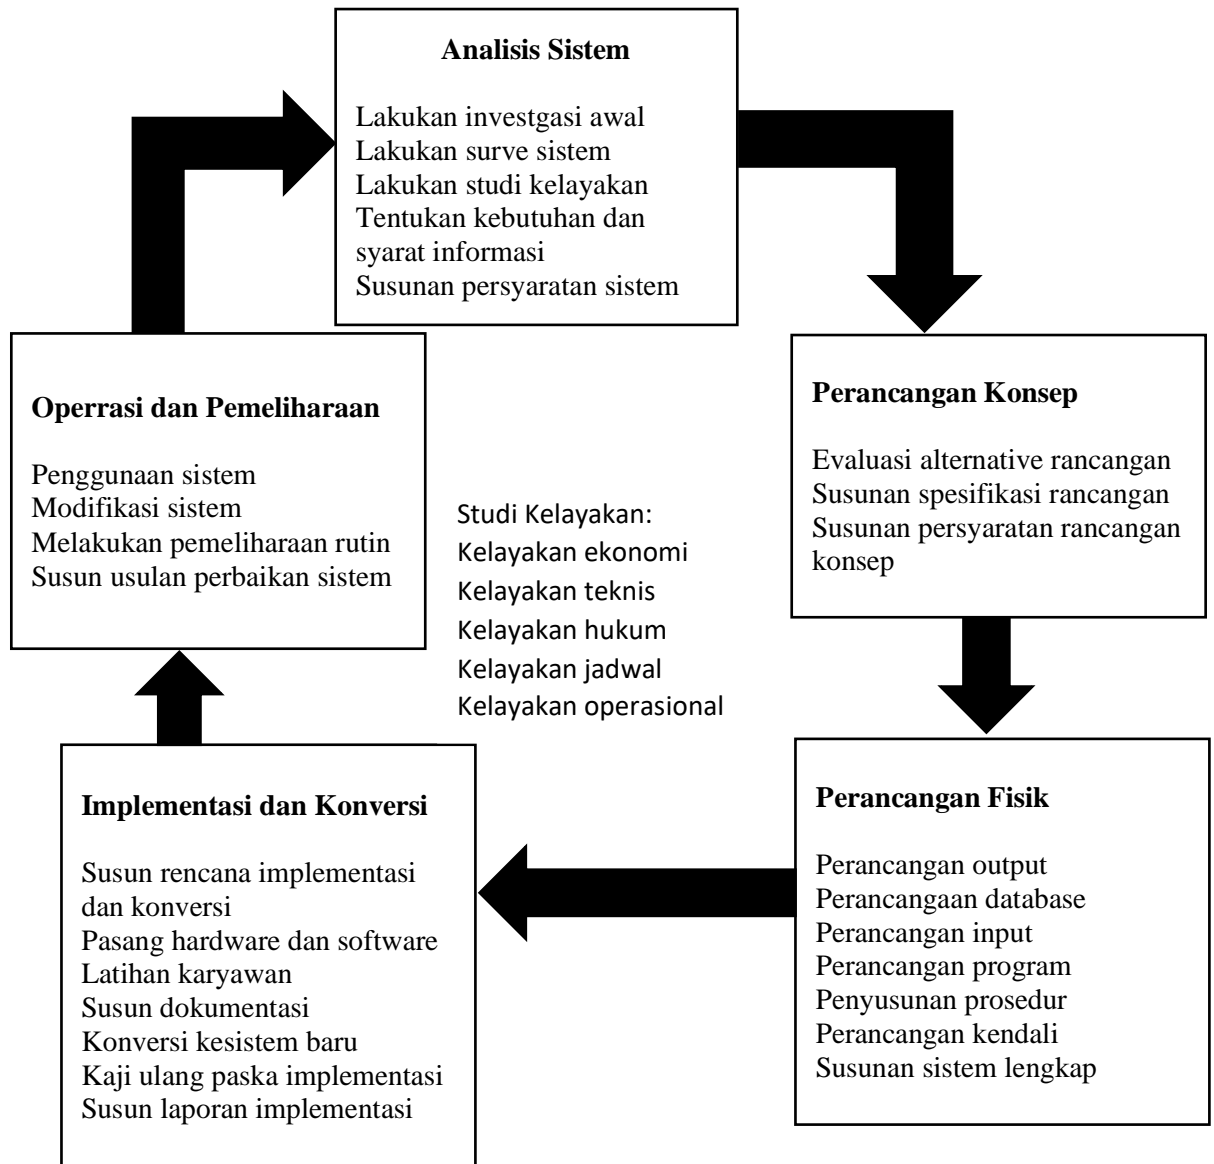 Analisis Sistem
Lakukan investgasi awal
Lakukan surve sistem
Lakukan studi kelayakan
Tentukan kebutuhan dan
syarat informasi
Susunan persyaratan sistem
Perancangan Konsep
Evaluasi alternative rancangan
Susunan spesifikasi rancangan
Susunan persyaratan rancangan
konsep
Perancangan Fisik
Perancangan output
Perancangaan database
Perancangan input
Perancangan program
Penyusunan prosedur
Perancangan kendali
Susunan sistem lengkap
Implementasi dan Konversi
Susun rencana implementasi
dan konversi
Pasang hardware dan software
Latihan karyawan
Susun dokumentasi
Konversi kesistem baru
Kaji ulang paska implementasi
Susun laporan implementasi
Operrasi dan Pemeliharaan
Penggunaan sistem
Modifikasi sistem
Melakukan pemeliharaan rutin
Susun usulan perbaikan sistem
Studi Kelayakan:
Kelayakan ekonomi
Kelayakan teknis
Kelayakan hukum
Kelayakan jadwal
Kelayakan operasional